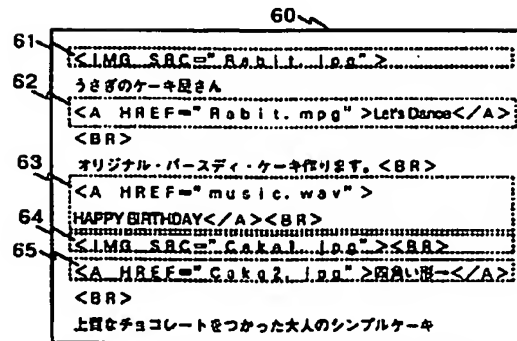 60
61
<IMG SRC="Rabit.jpg">
うさぎのケーキ屋さん
62
<A HREF="Rabit.mpg">Let's Dance</A>
<BR>
オリジナル・バースディ・ケーキ作ります。<BR>
63
<A HREF="music.wav">
HAPPY BIRTHDAY</A><BR>
64
<IMG SRC="Cake1.jpg"><BR>
65
<A HREF="Cake2.jpg">四角い形→</A>
<BR>
上質なチョコレートをつかった大人のシンプルケーキ